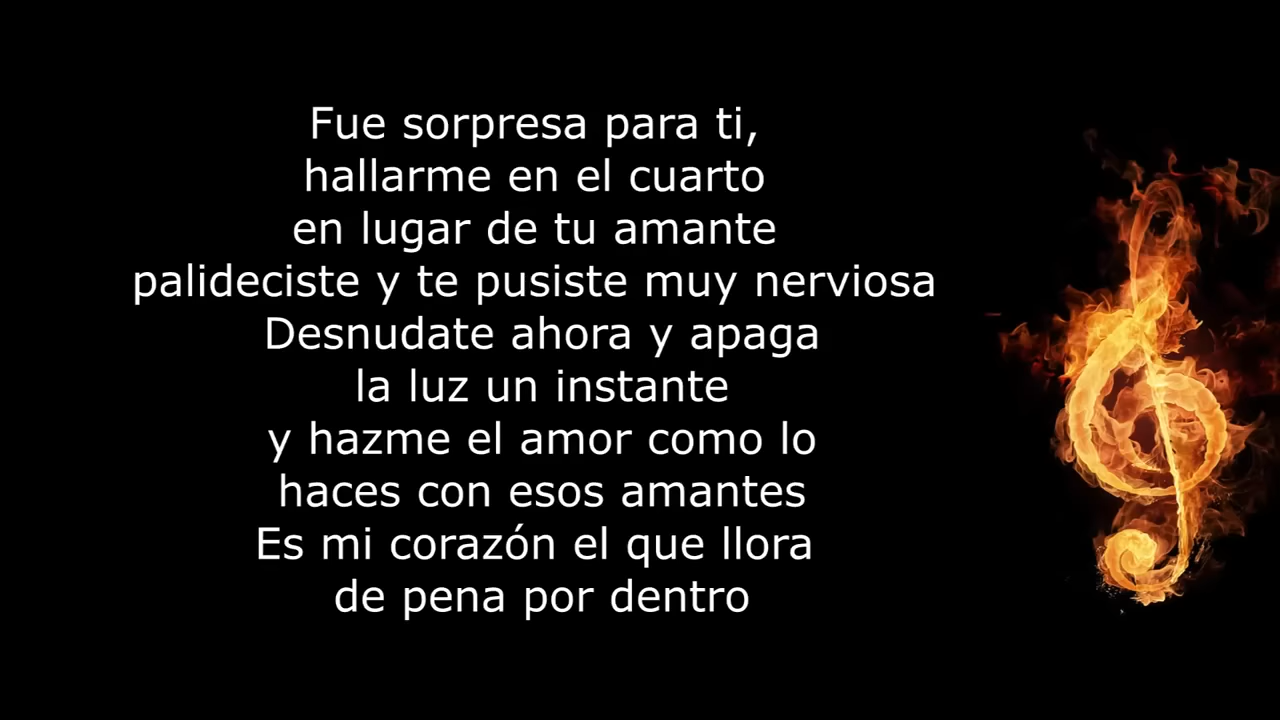 Fue sorpresa para ti,
hallarme en el cuarto
en lugar de tu amante
palideciste y te pusiste muy nerviosa
Desnudate ahora y apaga
la luz un instante
y hazme el amor como lo
haces con esos amantes
Es mi corazón el que llora
de pena por dentro